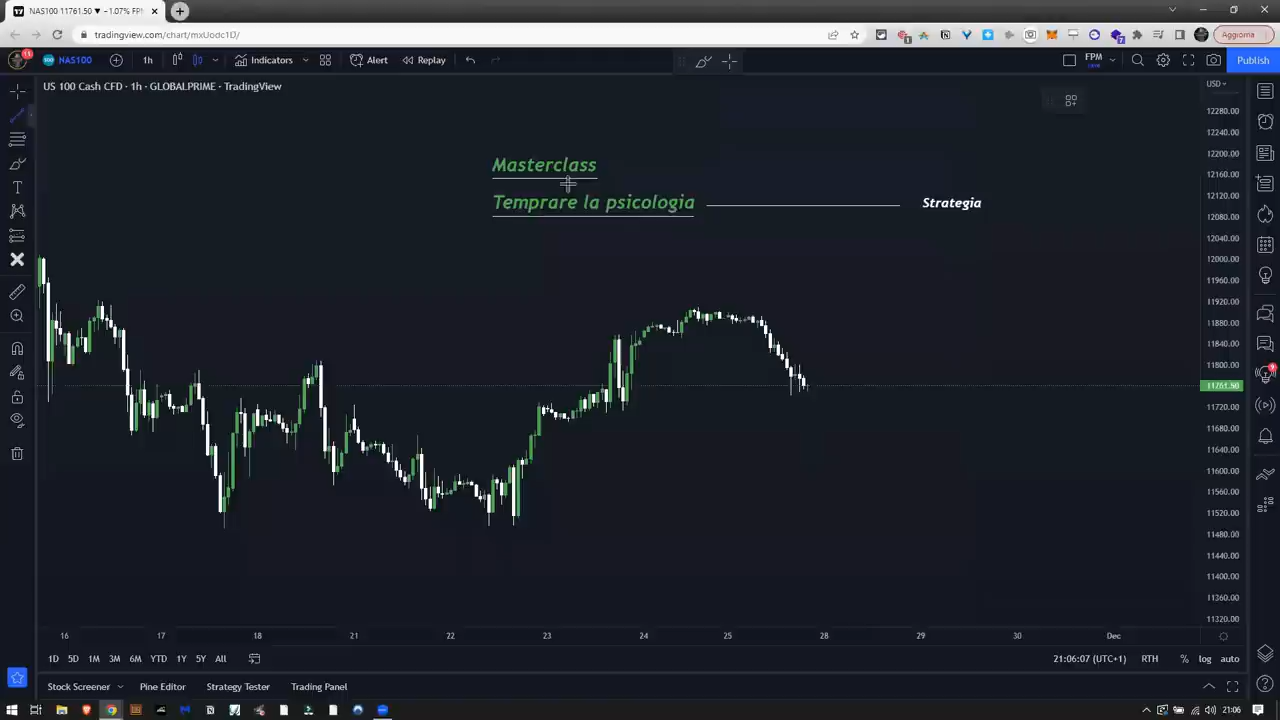 NAS100 11761.50 ▼ −1.07% FP
tradingview.com/chart/mxUodc1D/
Aggiorna
11
NAS100
1h
Indicators
Alert
Replay
FPM
Publish
US 100 Cash CFD · 1h · GLOBALPRIME · TradingView
USD
Masterclass
Temprare la psicologia
Strategia
12280.00
12240.00
12200.00
12160.00
12120.00
12080.00
12040.00
12000.00
11960.00
11920.00
11880.00
11840.00
11800.00
11761.50
11720.00
11680.00
11640.00
11600.00
11560.00
11520.00
11480.00
11440.00
11400.00
11360.00
11320.00
16 17 18 21 22 23 24 25 28 29 30 Dec
1D 5D 1M 3M 6M YTD 1Y 5Y All
21:06:07 (UTC+1) RTH % log auto
Stock Screener Pine Editor Strategy Tester Trading Panel
21:06